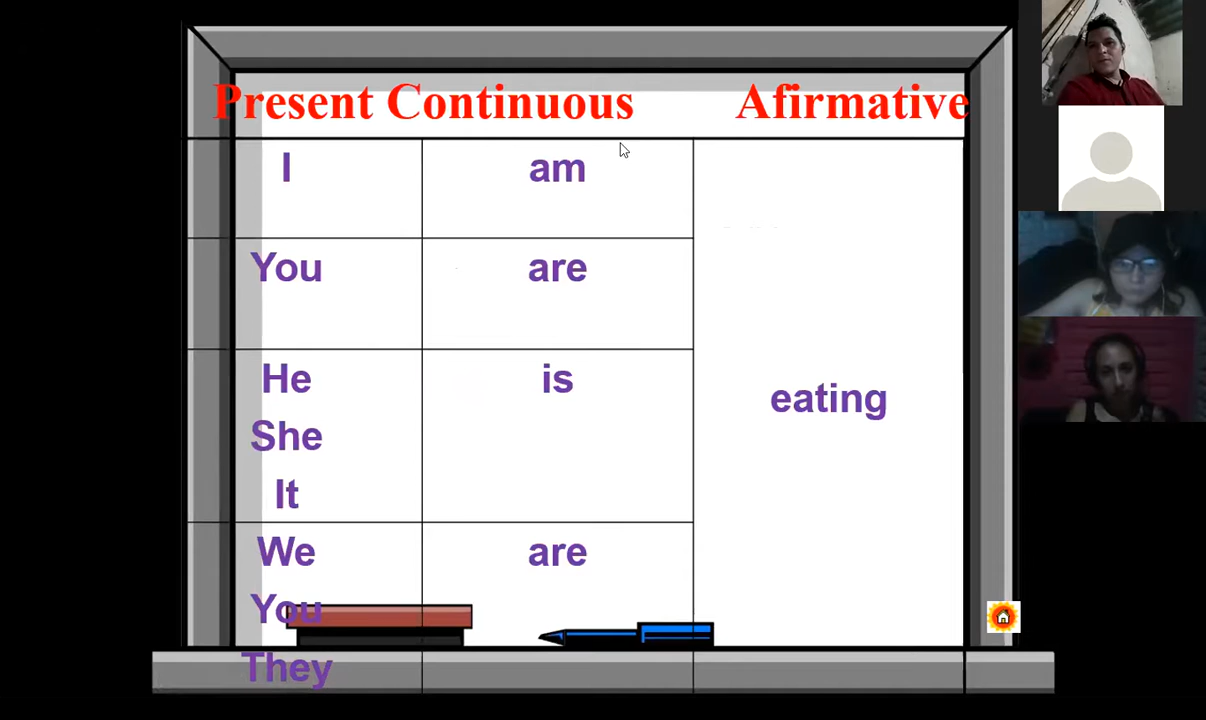 Present Continuous Afirmative
I am
You are
He is
She
It
eating
We are
You
They